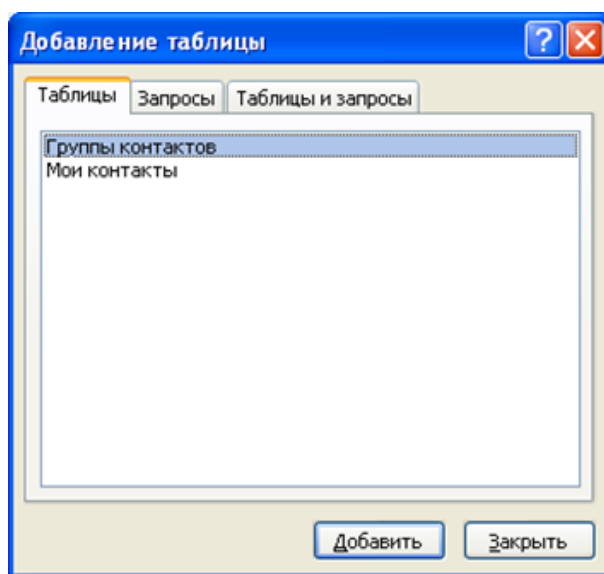 Добавление таблицы
Таблицы Запросы Таблицы и запросы
Группы контактов
Мои контакты
Добавить Закрыть